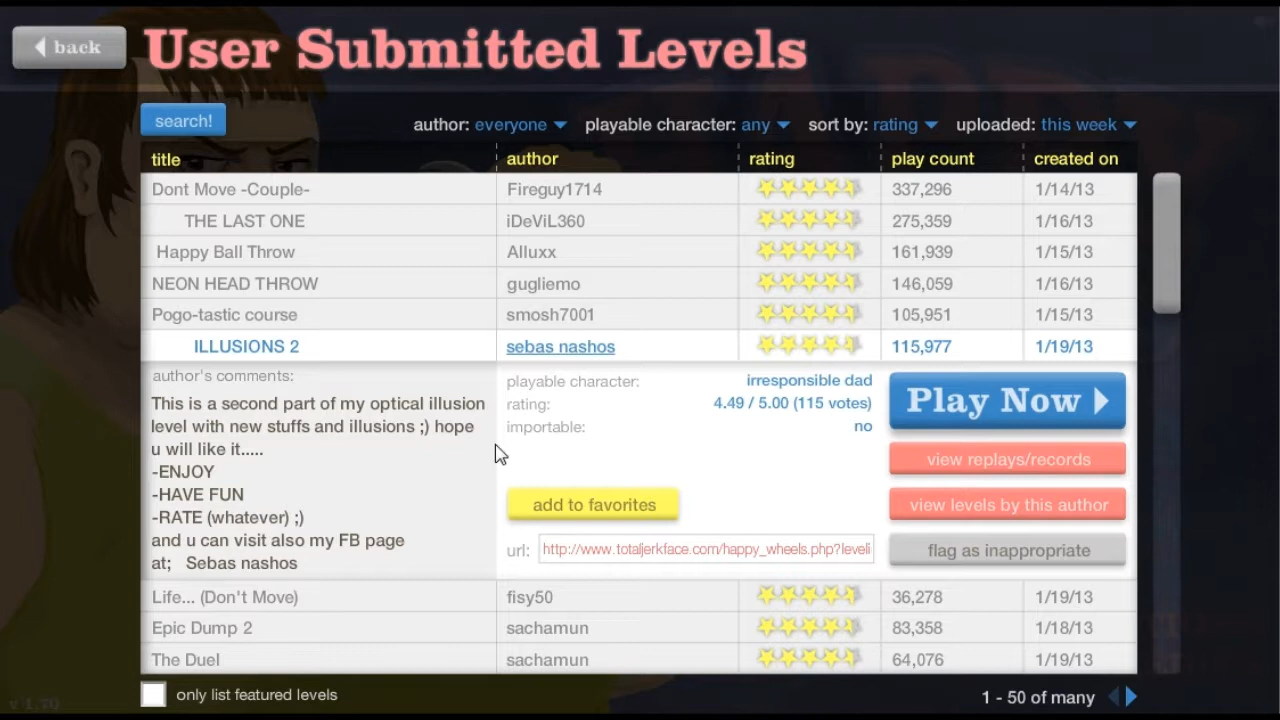 back
User Submitted Levels
search!
author: everyone playable character: any sort by: rating uploaded: this week
title author rating play count created on
Dont Move -Couple- Fireguy1714 337,296 1/14/13
THE LAST ONE iDeViL360 275,359 1/16/13
Happy Ball Throw Alluxx 161,939 1/15/13
NEON HEAD THROW gugliemo 146,059 1/16/13
Pogo-tastic course smosh7001 105,951 1/15/13
ILLUSIONS 2 sebas nashos 115,977 1/19/13
author's comments:
This is a second part of my optical illusion
level with new stuffs and illusions ;) hope
u will like it.....
-ENJOY
-HAVE FUN
-RATE (whatever) ;)
and u can visit also my FB page
at; Sebas nashos
playable character: irresponsible dad
rating: 4.49 / 5.00 (115 votes)
importable: no
add to favorites
url: http://www.totaljerkface.com/happy_wheels.php?leveli
Play Now
view replays/records
view levels by this author
flag as inappropriate
Life... (Don't Move) fisy50 36,278 1/19/13
Epic Dump 2 sachamun 83,358 1/18/13
The Duel sachamun 64,076 1/19/13
only list featured levels
1 - 50 of many
v 1.70